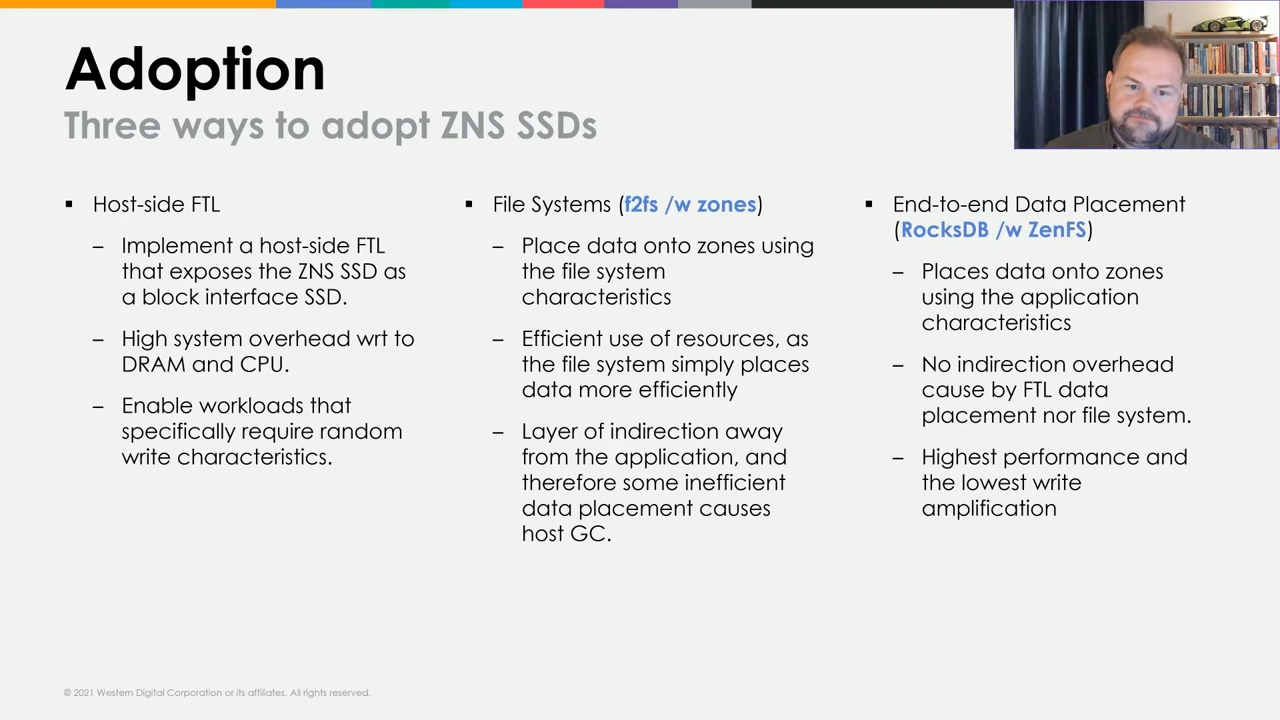 Adoption
Three ways to adopt ZNS SSDs
▪ Host-side FTL
– Implement a host-side FTL
that exposes the ZNS SSD as
a block interface SSD.
– High system overhead wrt to
DRAM and CPU.
– Enable workloads that
specifically require random
write characteristics.
▪ File Systems (f2fs /w zones)
– Place data onto zones using
the file system
characteristics
– Efficient use of resources, as
the file system simply places
data more efficiently
– Layer of indirection away
from the application, and
therefore some inefficient
data placement causes
host GC.
▪ End-to-end Data Placement
(RocksDB /w ZenFS)
– Places data onto zones
using the application
characteristics
– No indirection overhead
cause by FTL data
placement nor file system.
– Highest performance and
the lowest write
amplification
© 2021 Western Digital Corporation or its affiliates. All rights reserved.